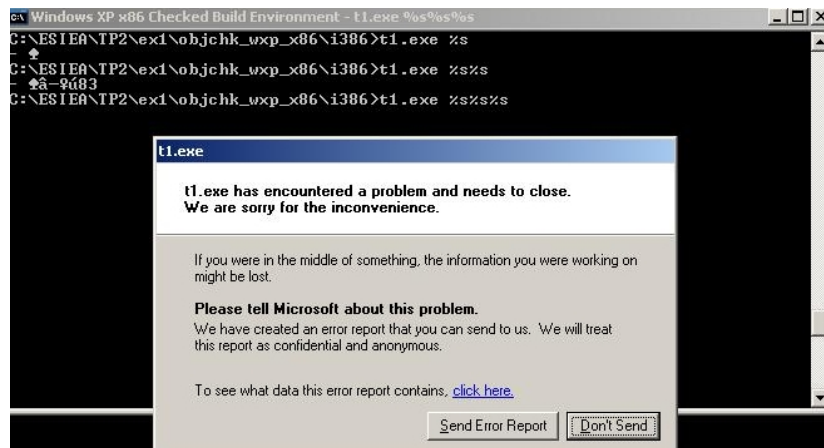 Windows XP x86 Checked Build Environment - t1.exe %s%s%s
C:\ESIEA\TP2\ex1\objchk_wxp_x86\i386>t1.exe %s
- ♠
C:\ESIEA\TP2\ex1\objchk_wxp_x86\i386>t1.exe %s%s
- ♠â-♀ú83
C:\ESIEA\TP2\ex1\objchk_wxp_x86\i386>t1.exe %s%s%s
t1.exe
t1.exe has encountered a problem and needs to close.
We are sorry for the inconvenience.
If you were in the middle of something, the information you were working on
might be lost.
Please tell Microsoft about this problem.
We have created an error report that you can send to us. We will treat
this report as confidential and anonymous.
To see what data this error report contains, click here.
Send Error Report
Don't Send